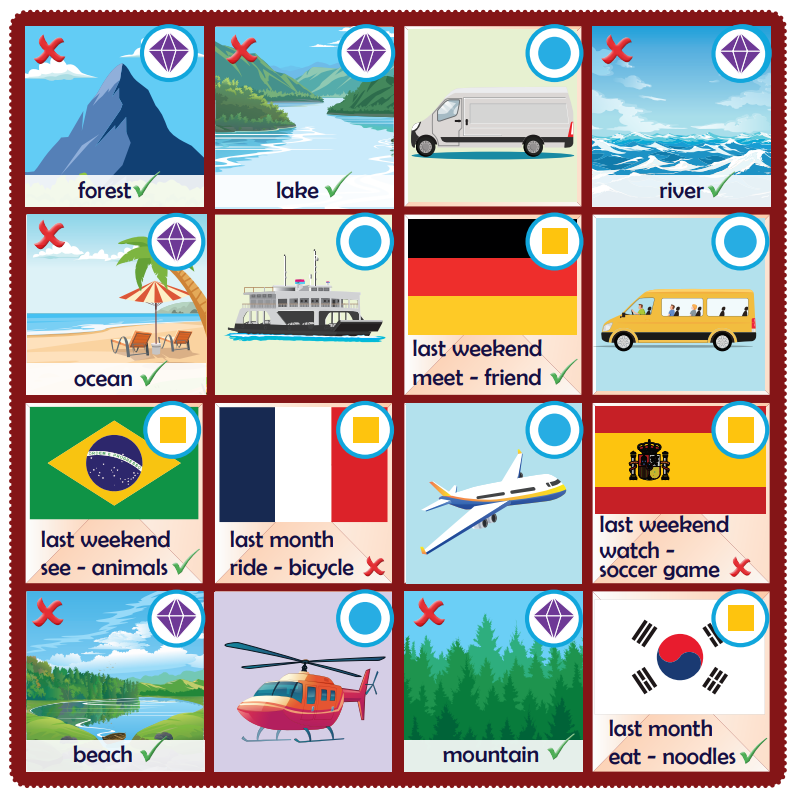 forest
lake
river
ocean
last weekend
meet - friend
last weekend
see - animals
last month
ride - bicycle
last weekend
watch -
soccer game
beach
mountain
last month
eat - noodles